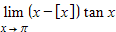 lim (x−[x]) tan x
x→π